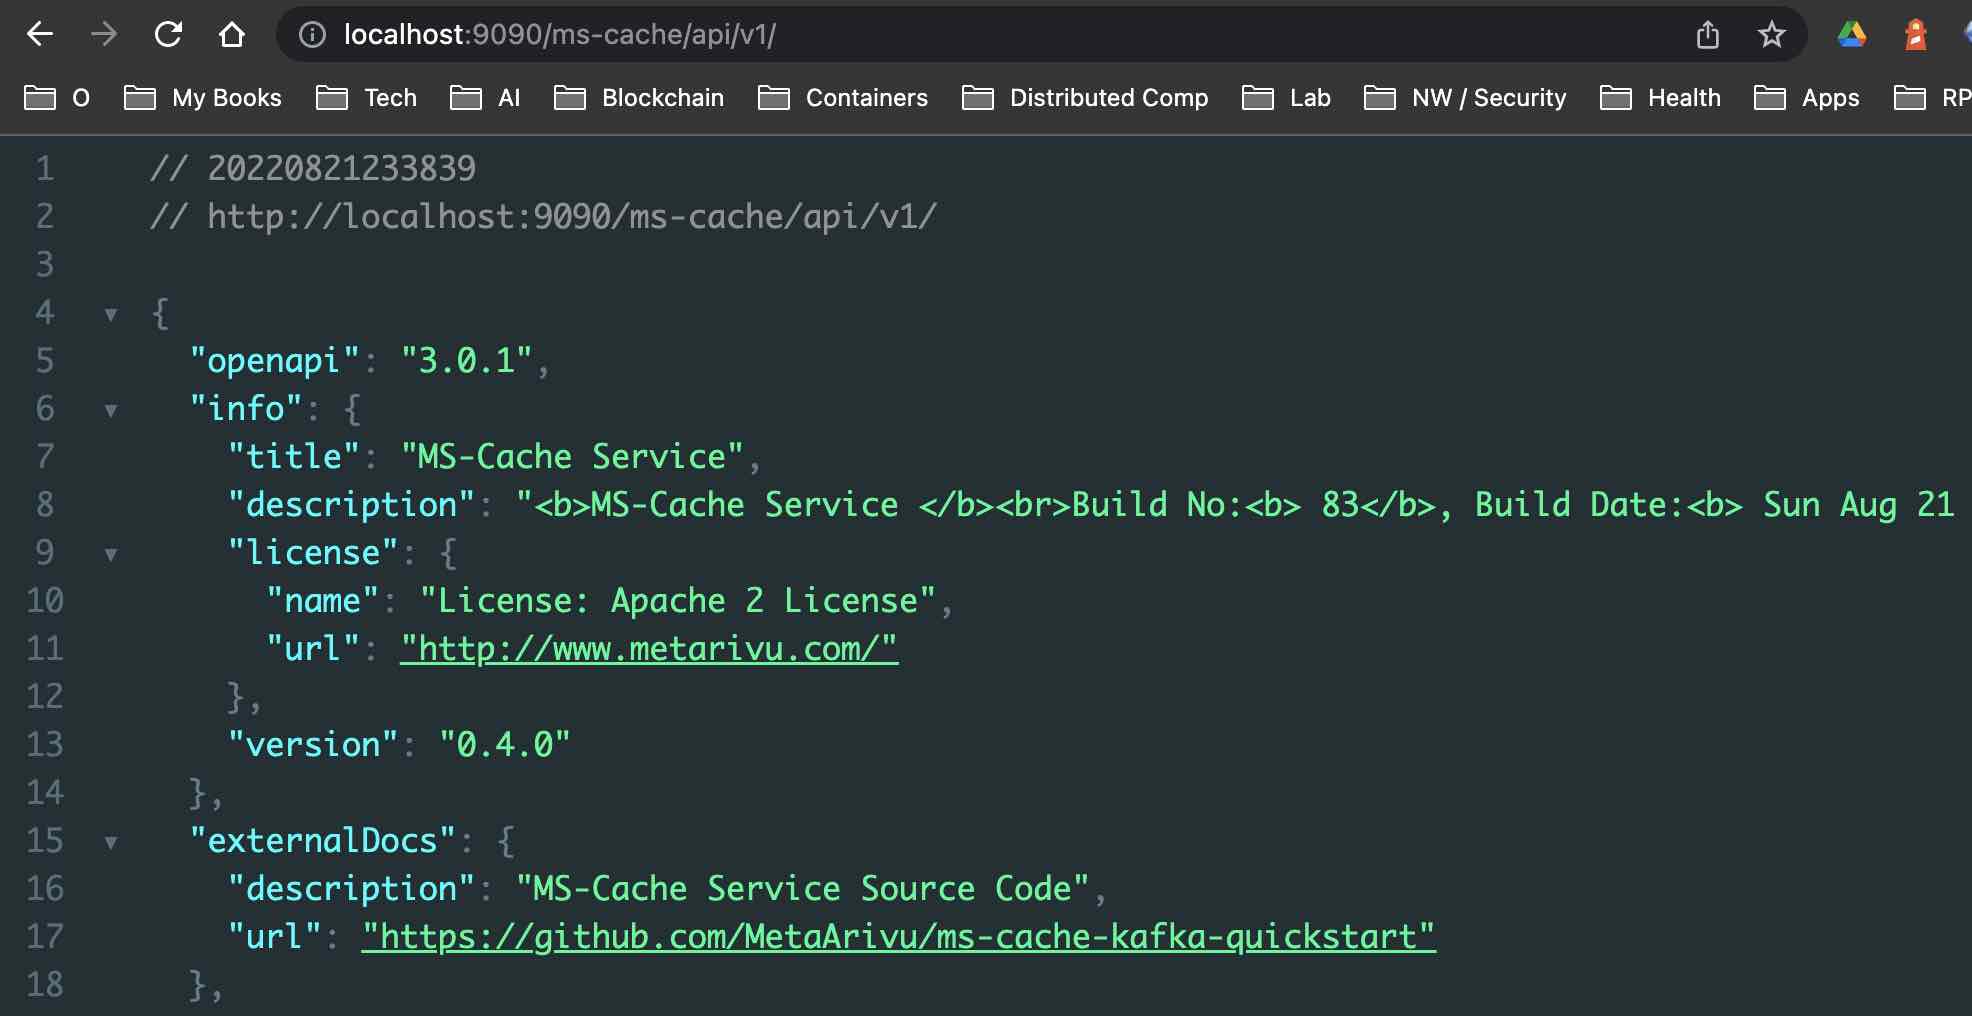 localhost:9090/ms-cache/api/v1/
O My Books Tech AI Blockchain Containers Distributed Comp Lab NW / Security Health Apps RP
1 // 20220821233839
2 // http://localhost:9090/ms-cache/api/v1/
3
4 {
5 "openapi": "3.0.1",
6 "info": {
7 "title": "MS-Cache Service",
8 "description": "<b>MS-Cache Service </b><br>Build No:<b> 83</b>, Build Date:<b> Sun Aug 21
9 "license": {
10 "name": "License: Apache 2 License",
11 "url": "http://www.metarivu.com/"
12 },
13 "version": "0.4.0"
14 },
15 "externalDocs": {
16 "description": "MS-Cache Service Source Code",
17 "url": "https://github.com/MetaArivu/ms-cache-kafka-quickstart"
18 },